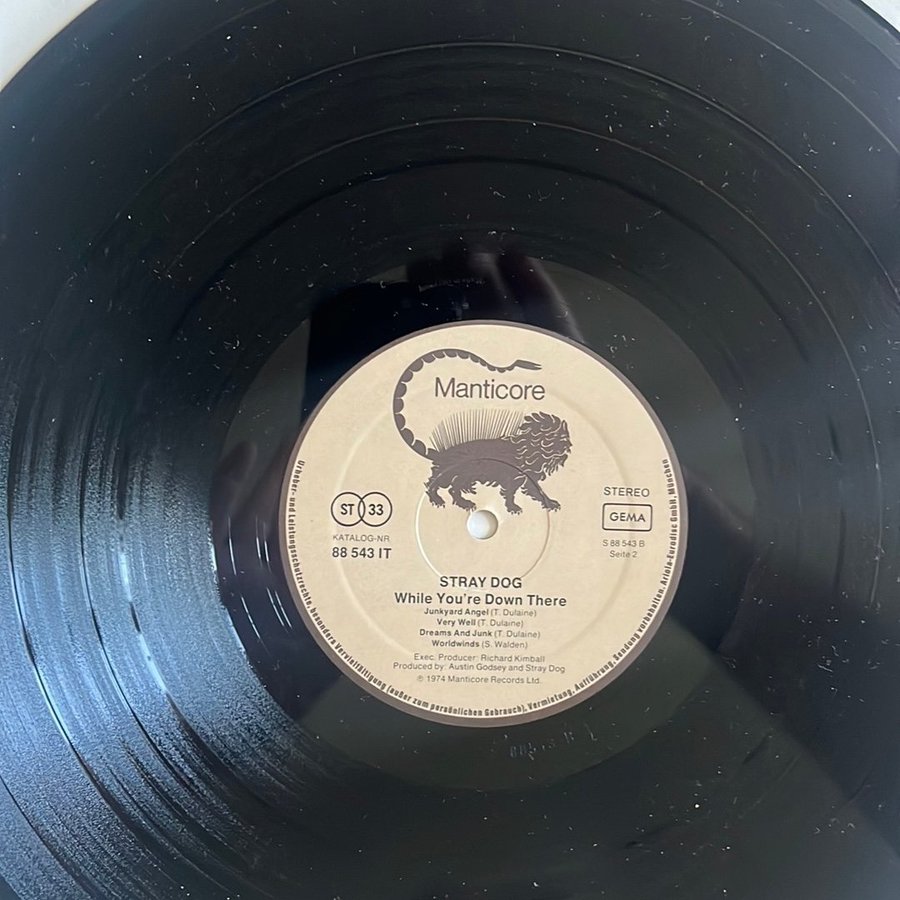 Manticore
ST 33
KATALOG-NR
88 543 IT
STEREO
GEMA
S 88 543 B
Seite 2
STRAY DOG
While You're Down There
Junkyard Angel (T. Dulaine)
Very Well (T. Dulaine)
Dreams And Junk (T. Dulaine)
Worldwinds (S. Walden)
Exec. Producer: Richard Kimball
Produced by: Austin Godsey and Stray Dog
℗ 1974 Manticore Records Ltd.
Urheber- und Leistungsschutzrechte, besonders Vervielfältigung (außer zum persönlichen Gebrauch), Vermietung, Aufführung, Sendung vorbehalten. Ariola-Eurodisc GmbH. München